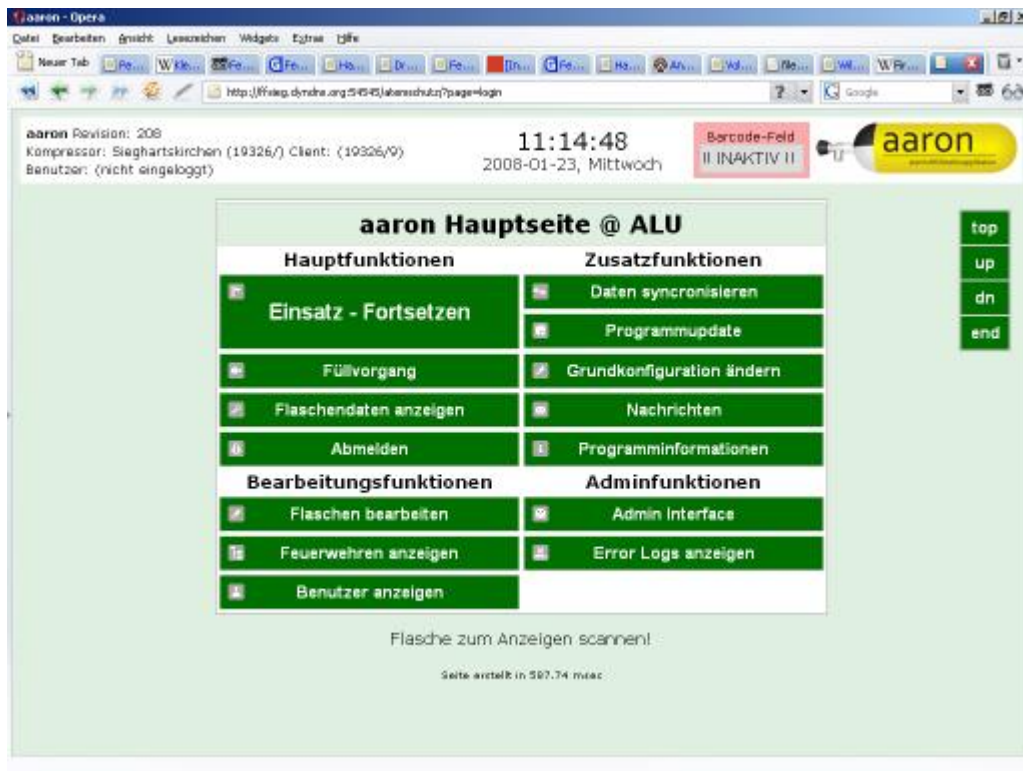 aaron - Opera
Datei Bearbeiten Ansicht Lesezeichen Widgets Extras Hilfe
Neuer Tab
Google
aaron Revision: 208
Kompressor: Sieghartskirchen (19326/) Client: (19326/9)
Benutzer: (nicht eingeloggt)
11:14:48
2008-01-23, Mittwoch
Barcode-Feld
!! INAKTIV !!
aaron
aaron Hauptseite @ ALU
Hauptfunktionen Zusatzfunktionen
Einsatz - Fortsetzen
Daten syncronisieren
Programmupdate
Füllvorgang
Grundkonfiguration ändern
Flaschendaten anzeigen
Nachrichten
Abmelden
Programminformationen
Bearbeitungsfunktionen Adminfunktionen
Flaschen bearbeiten
Admin Interface
Feuerwehren anzeigen
Error Logs anzeigen
Benutzer anzeigen
top
up
dn
end
Flasche zum Anzeigen scannen!
Seite erstellt in 587.74 msec